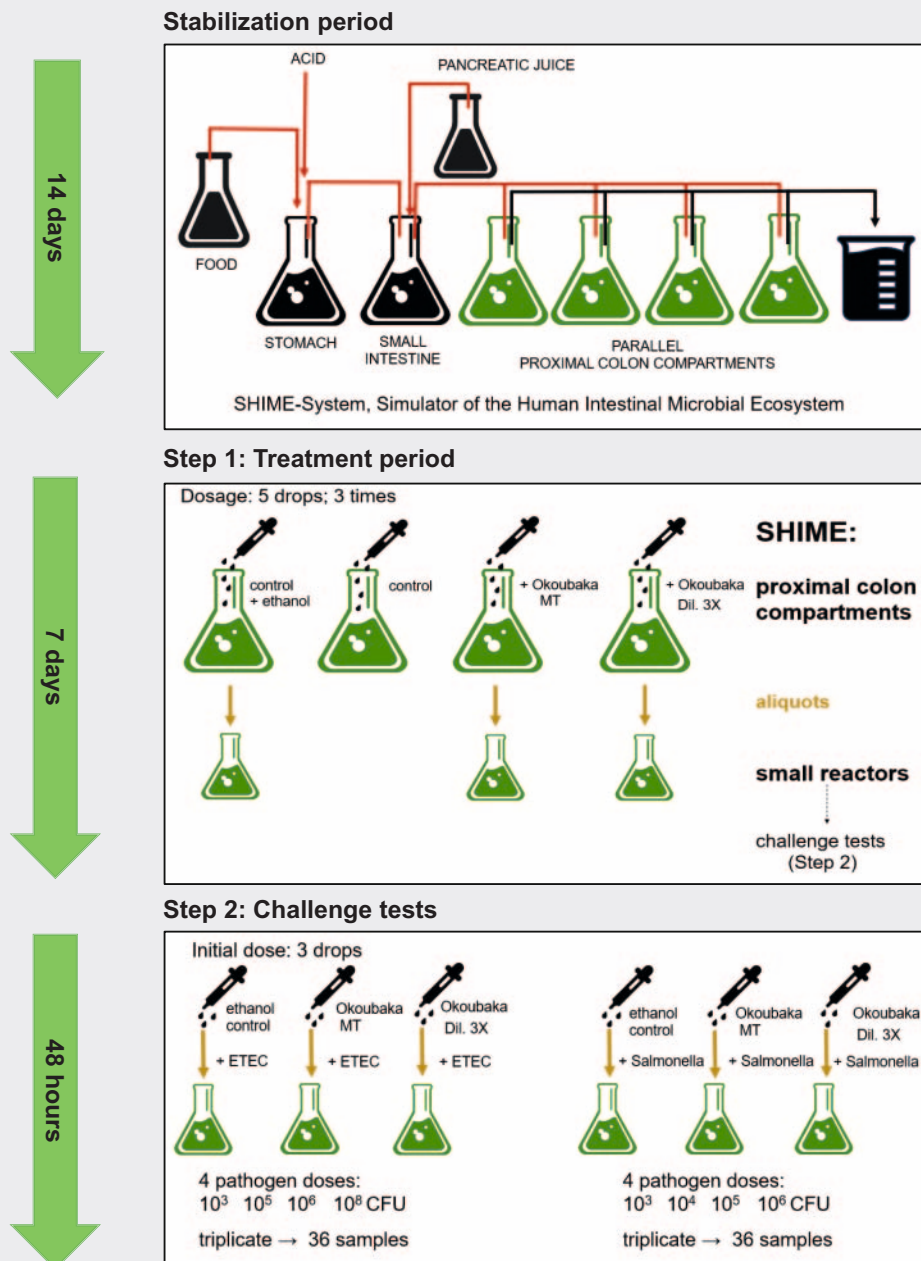 Stabilization period
14 days
ACID
PANCREATIC JUICE
FOOD
STOMACH
SMALL
INTESTINE
PARALLEL
PROXIMAL COLON COMPARTMENTS
SHIME-System, Simulator of the Human Intestinal Microbial Ecosystem
Step 1: Treatment period
7 days
Dosage: 5 drops; 3 times
control
+ ethanol
control
+ Okoubaka
MT
+ Okoubaka
Dil. 3X
SHIME:
proximal colon
compartments
aliquots
small reactors
challenge tests
(Step 2)
Step 2: Challenge tests
48 hours
Initial dose: 3 drops
ethanol
control
+ ETEC
Okoubaka
MT
+ ETEC
Okoubaka
Dil. 3X
+ ETEC
4 pathogen doses:
10³ 10⁵ 10⁶ 10⁸ CFU
triplicate → 36 samples
ethanol
control
+ Salmonella
Okoubaka
MT
+ Salmonella
Okoubaka
Dil. 3X
+ Salmonella
4 pathogen doses:
10³ 10⁴ 10⁵ 10⁶ CFU
triplicate → 36 samples